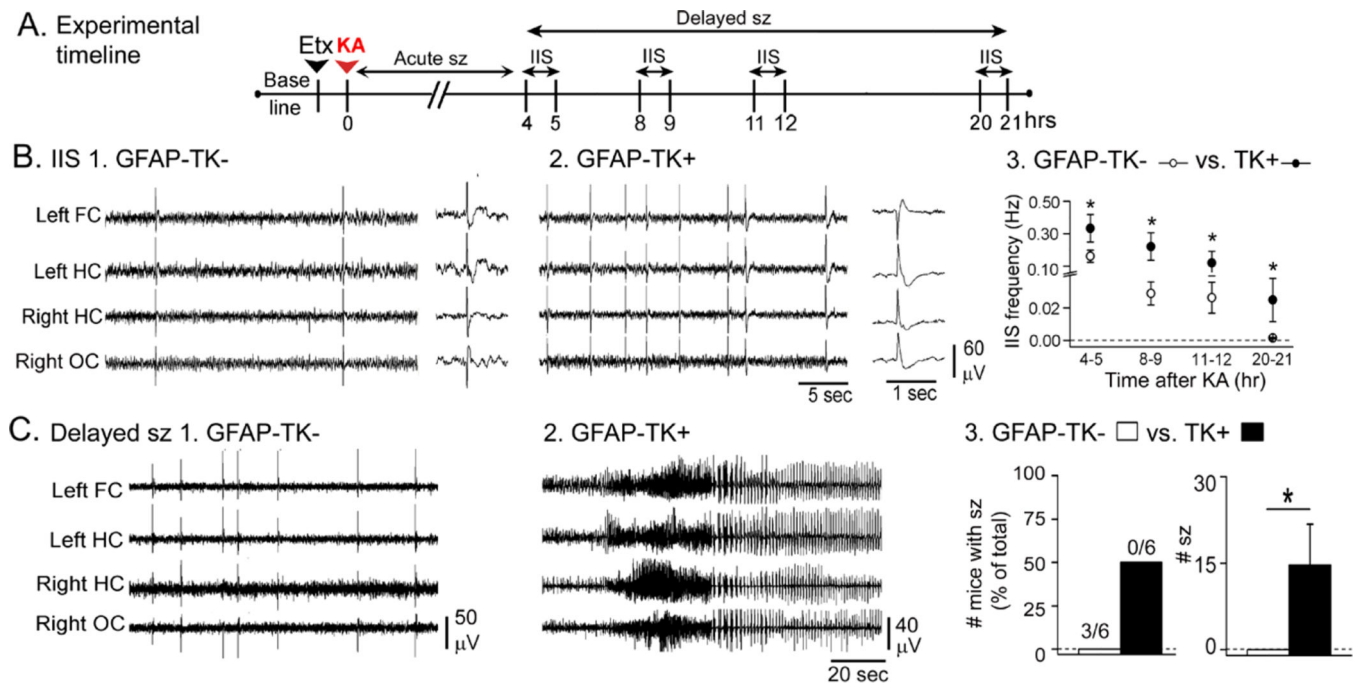 A. Experimental
timeline
Delayed sz
Etx KA
Acute sz
IIS IIS IIS IIS
Base
line
0 4 5 8 9 11 12 20 21 hrs
B. IIS 1. GFAP-TK-
Left FC
Left HC
Right HC
Right OC
2. GFAP-TK+
60
µV
5 sec
1 sec
3. GFAP-TK- vs. TK+
IIS frequency (Hz)
0.50
0.30
0.10
0.02
0.00
* * * *
4-5 8-9 11-12 20-21
Time after KA (hr)
C. Delayed sz 1. GFAP-TK-
Left FC
Left HC
Right HC
Right OC
50
µV
2. GFAP-TK+
40
µV
20 sec
3. GFAP-TK- vs. TK+
# mice with sz
(% of total)
100
75
50
25
0
0/6
3/6
# sz
30
15
0
*